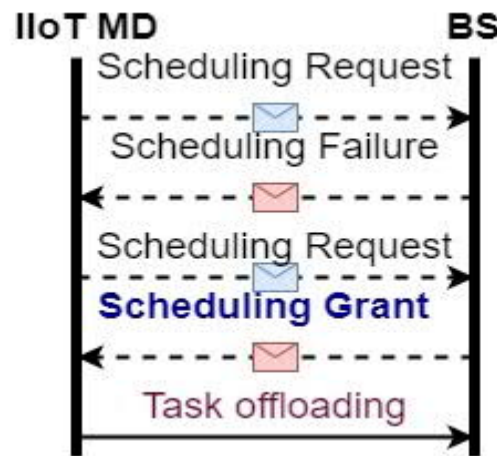 IIoT MD BS
Scheduling Request
Scheduling Failure
Scheduling Request
Scheduling Grant
Task offloading